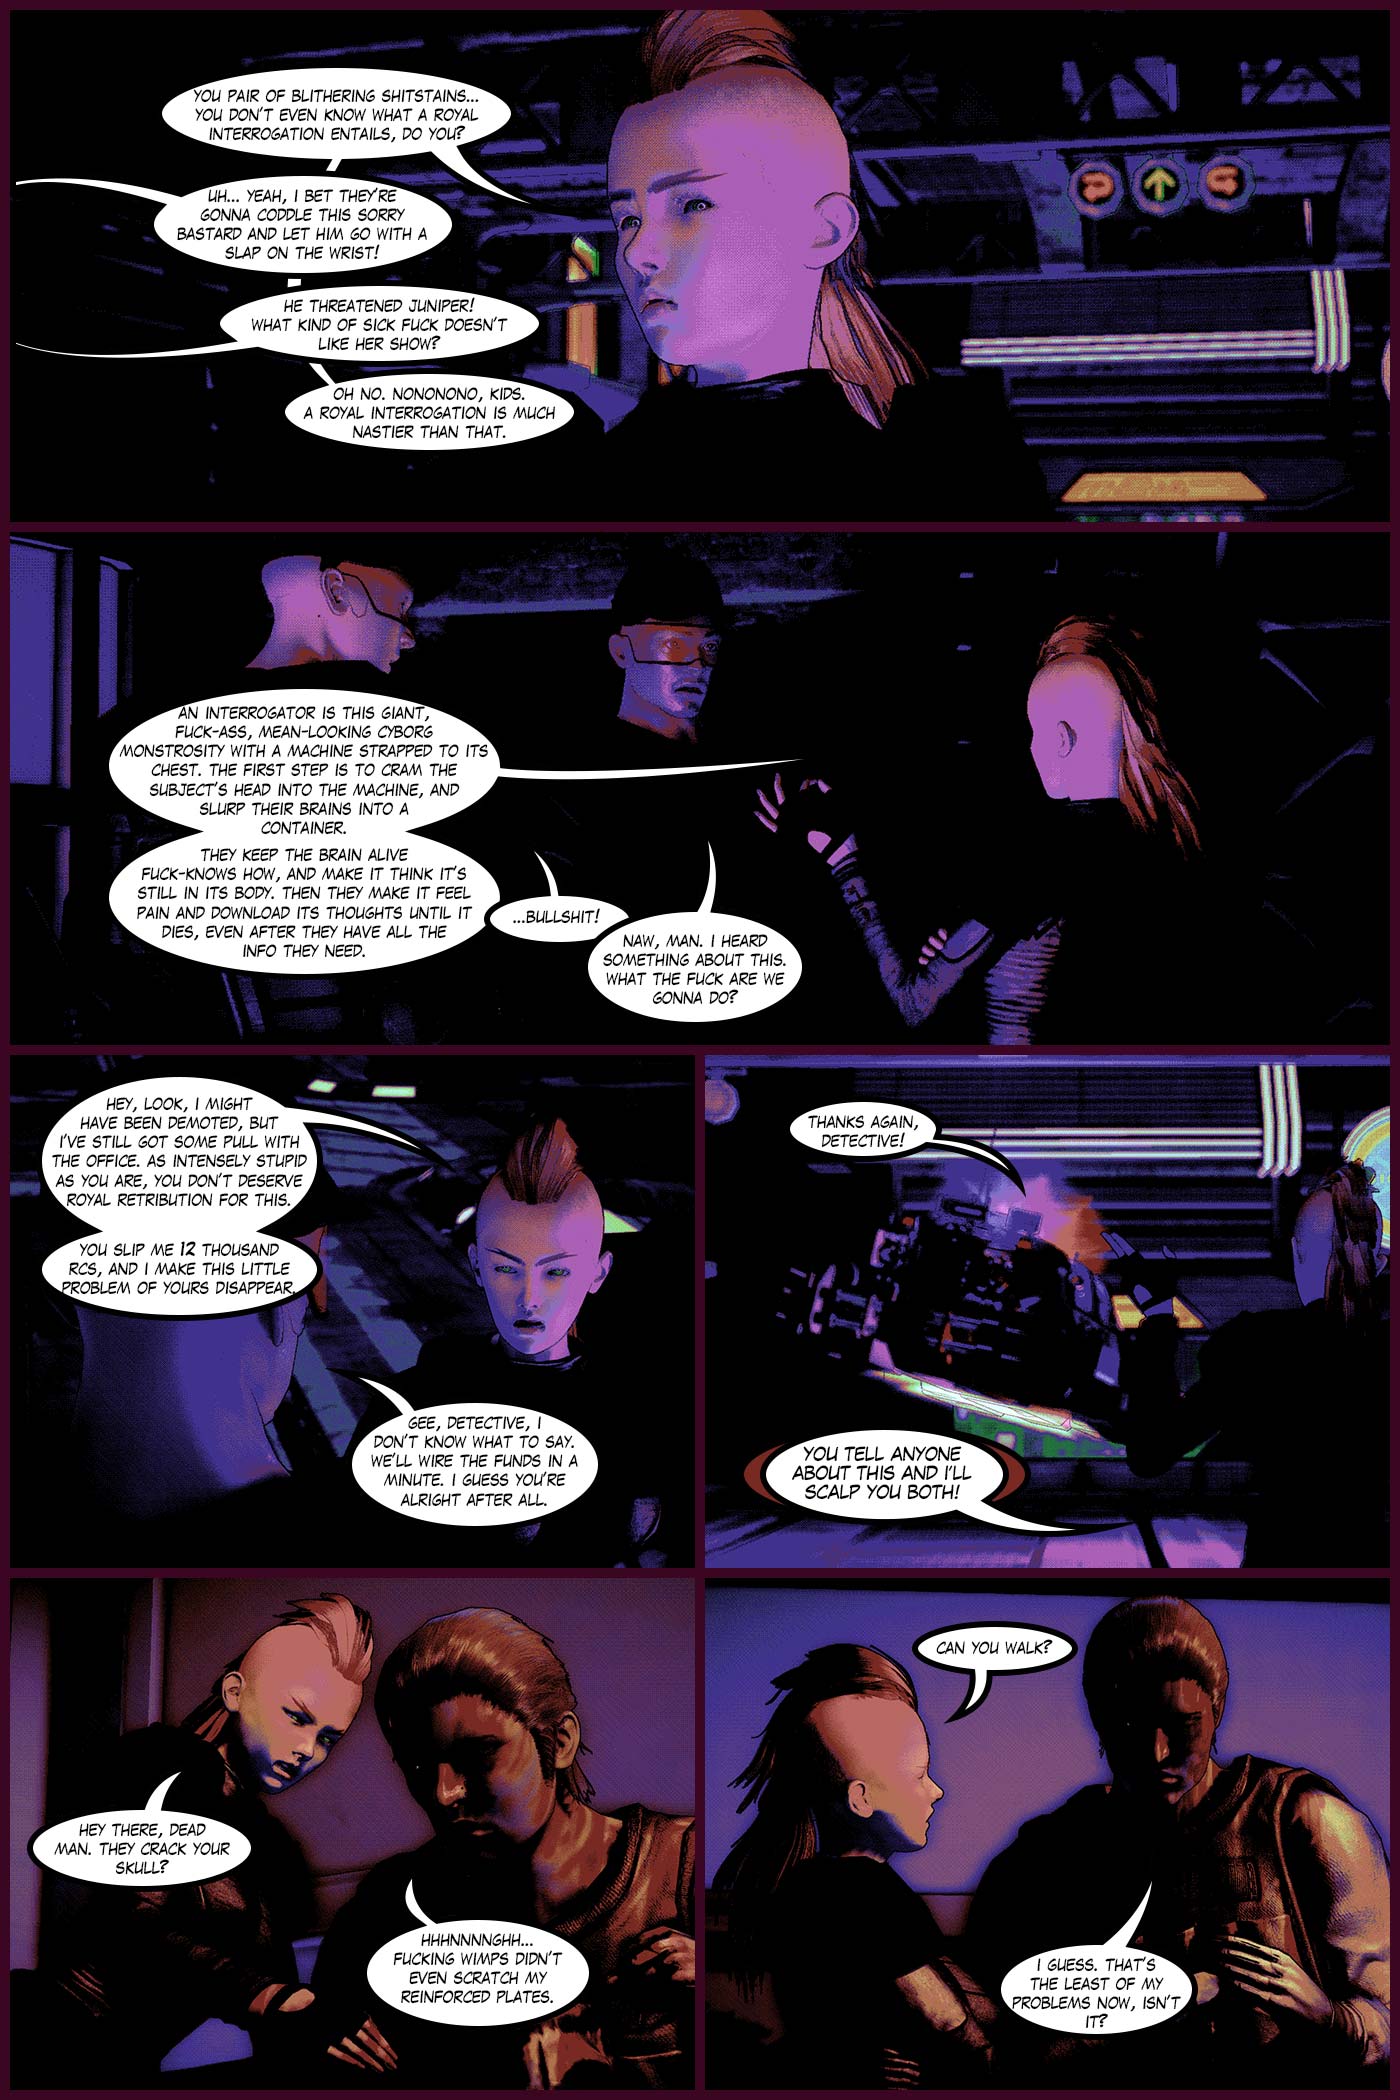 YOU PAIR OF BLITHERING SHITSTAINS...
YOU DON'T EVEN KNOW WHAT A ROYAL
INTERROGATION ENTAILS, DO YOU?
UH... YEAH, I BET THEY'RE
GONNA CODDLE THIS SORRY
BASTARD AND LET HIM GO WITH A
SLAP ON THE WRIST!
HE THREATENED JUNIPER!
WHAT KIND OF SICK FUCK DOESN'T
LIKE HER SHOW?
OH NO. NONONONO, KIDS.
A ROYAL INTERROGATION IS MUCH
NASTIER THAN THAT.
AN INTERROGATOR IS THIS GIANT,
FUCK-ASS, MEAN-LOOKING CYBORG
MONSTROSITY WITH A MACHINE STRAPPED TO ITS
CHEST. THE FIRST STEP IS TO CRAM THE
SUBJECT'S HEAD INTO THE MACHINE, AND
SLURP THEIR BRAINS INTO A
CONTAINER.
THEY KEEP THE BRAIN ALIVE
FUCK-KNOWS HOW, AND MAKE IT THINK IT'S
STILL IN ITS BODY. THEN THEY MAKE IT FEEL
PAIN AND DOWNLOAD ITS THOUGHTS UNTIL IT
DIES, EVEN AFTER THEY HAVE ALL THE
INFO THEY NEED.
...BULLSHIT!
NAW, MAN. I HEARD
SOMETHING ABOUT THIS.
WHAT THE FUCK ARE WE
GONNA DO?
HEY, LOOK, I MIGHT
HAVE BEEN DEMOTED, BUT
I'VE STILL GOT SOME PULL WITH
THE OFFICE. AS INTENSELY STUPID
AS YOU ARE, YOU DON'T DESERVE
ROYAL RETRIBUTION FOR THIS.
YOU SLIP ME 12 THOUSAND
RCS, AND I MAKE THIS LITTLE
PROBLEM OF YOURS DISAPPEAR.
GEE, DETECTIVE, I
DON'T KNOW WHAT TO SAY.
WE'LL WIRE THE FUNDS IN A
MINUTE. I GUESS YOU'RE
ALRIGHT AFTER ALL.
THANKS AGAIN,
DETECTIVE!
YOU TELL ANYONE
ABOUT THIS AND I'LL
SCALP YOU BOTH!
HEY THERE, DEAD
MAN. THEY CRACK YOUR
SKULL?
HHHNNNNGHH...
FUCKING WIMPS DIDN'T
EVEN SCRATCH MY
REINFORCED PLATES.
CAN YOU WALK?
I GUESS. THAT'S
THE LEAST OF MY
PROBLEMS NOW, ISN'T
IT?